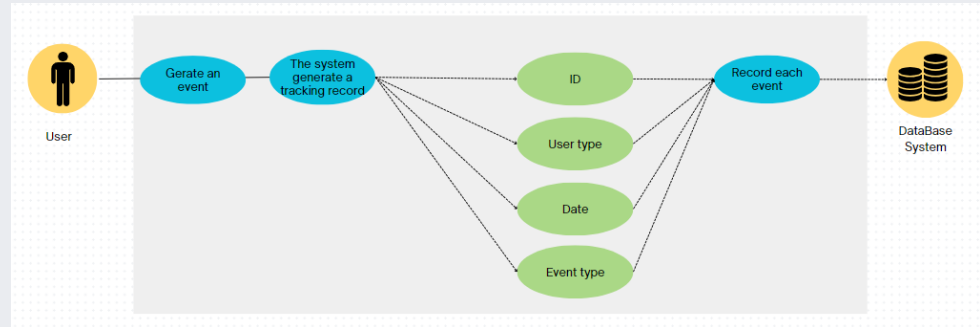 User
Gerate an
event
The system
generate a
tracking record
ID
User type
Date
Event type
Record each
event
DataBase
System